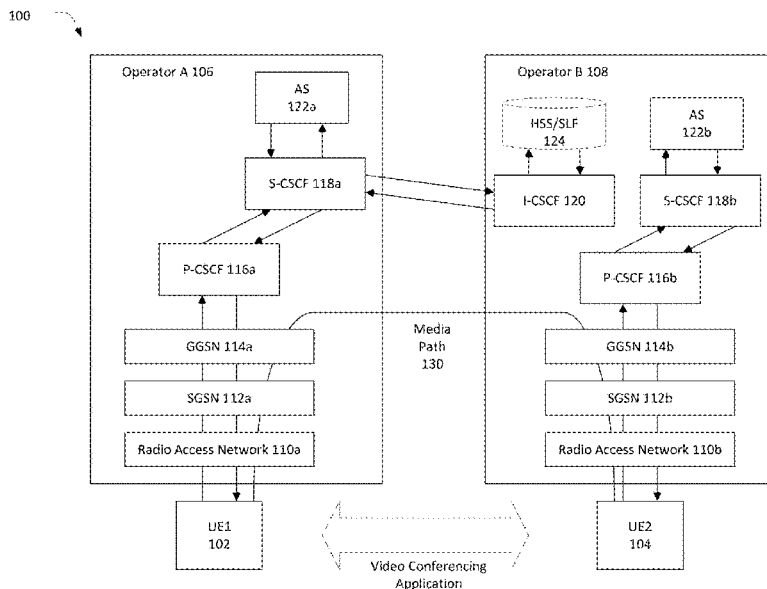 100
Operator A 106
AS
122a
S-CSCF 118a
P-CSCF 116a
GGSN 114a
SGSN 112a
Radio Access Network 110a
UE1
102
Operator B 108
HSS/SLF
124
AS
122b
I-CSCF 120
S-CSCF 118b
P-CSCF 116b
Media
Path
130
GGSN 114b
SGSN 112b
Radio Access Network 110b
UE2
104
Video Conferencing
Application